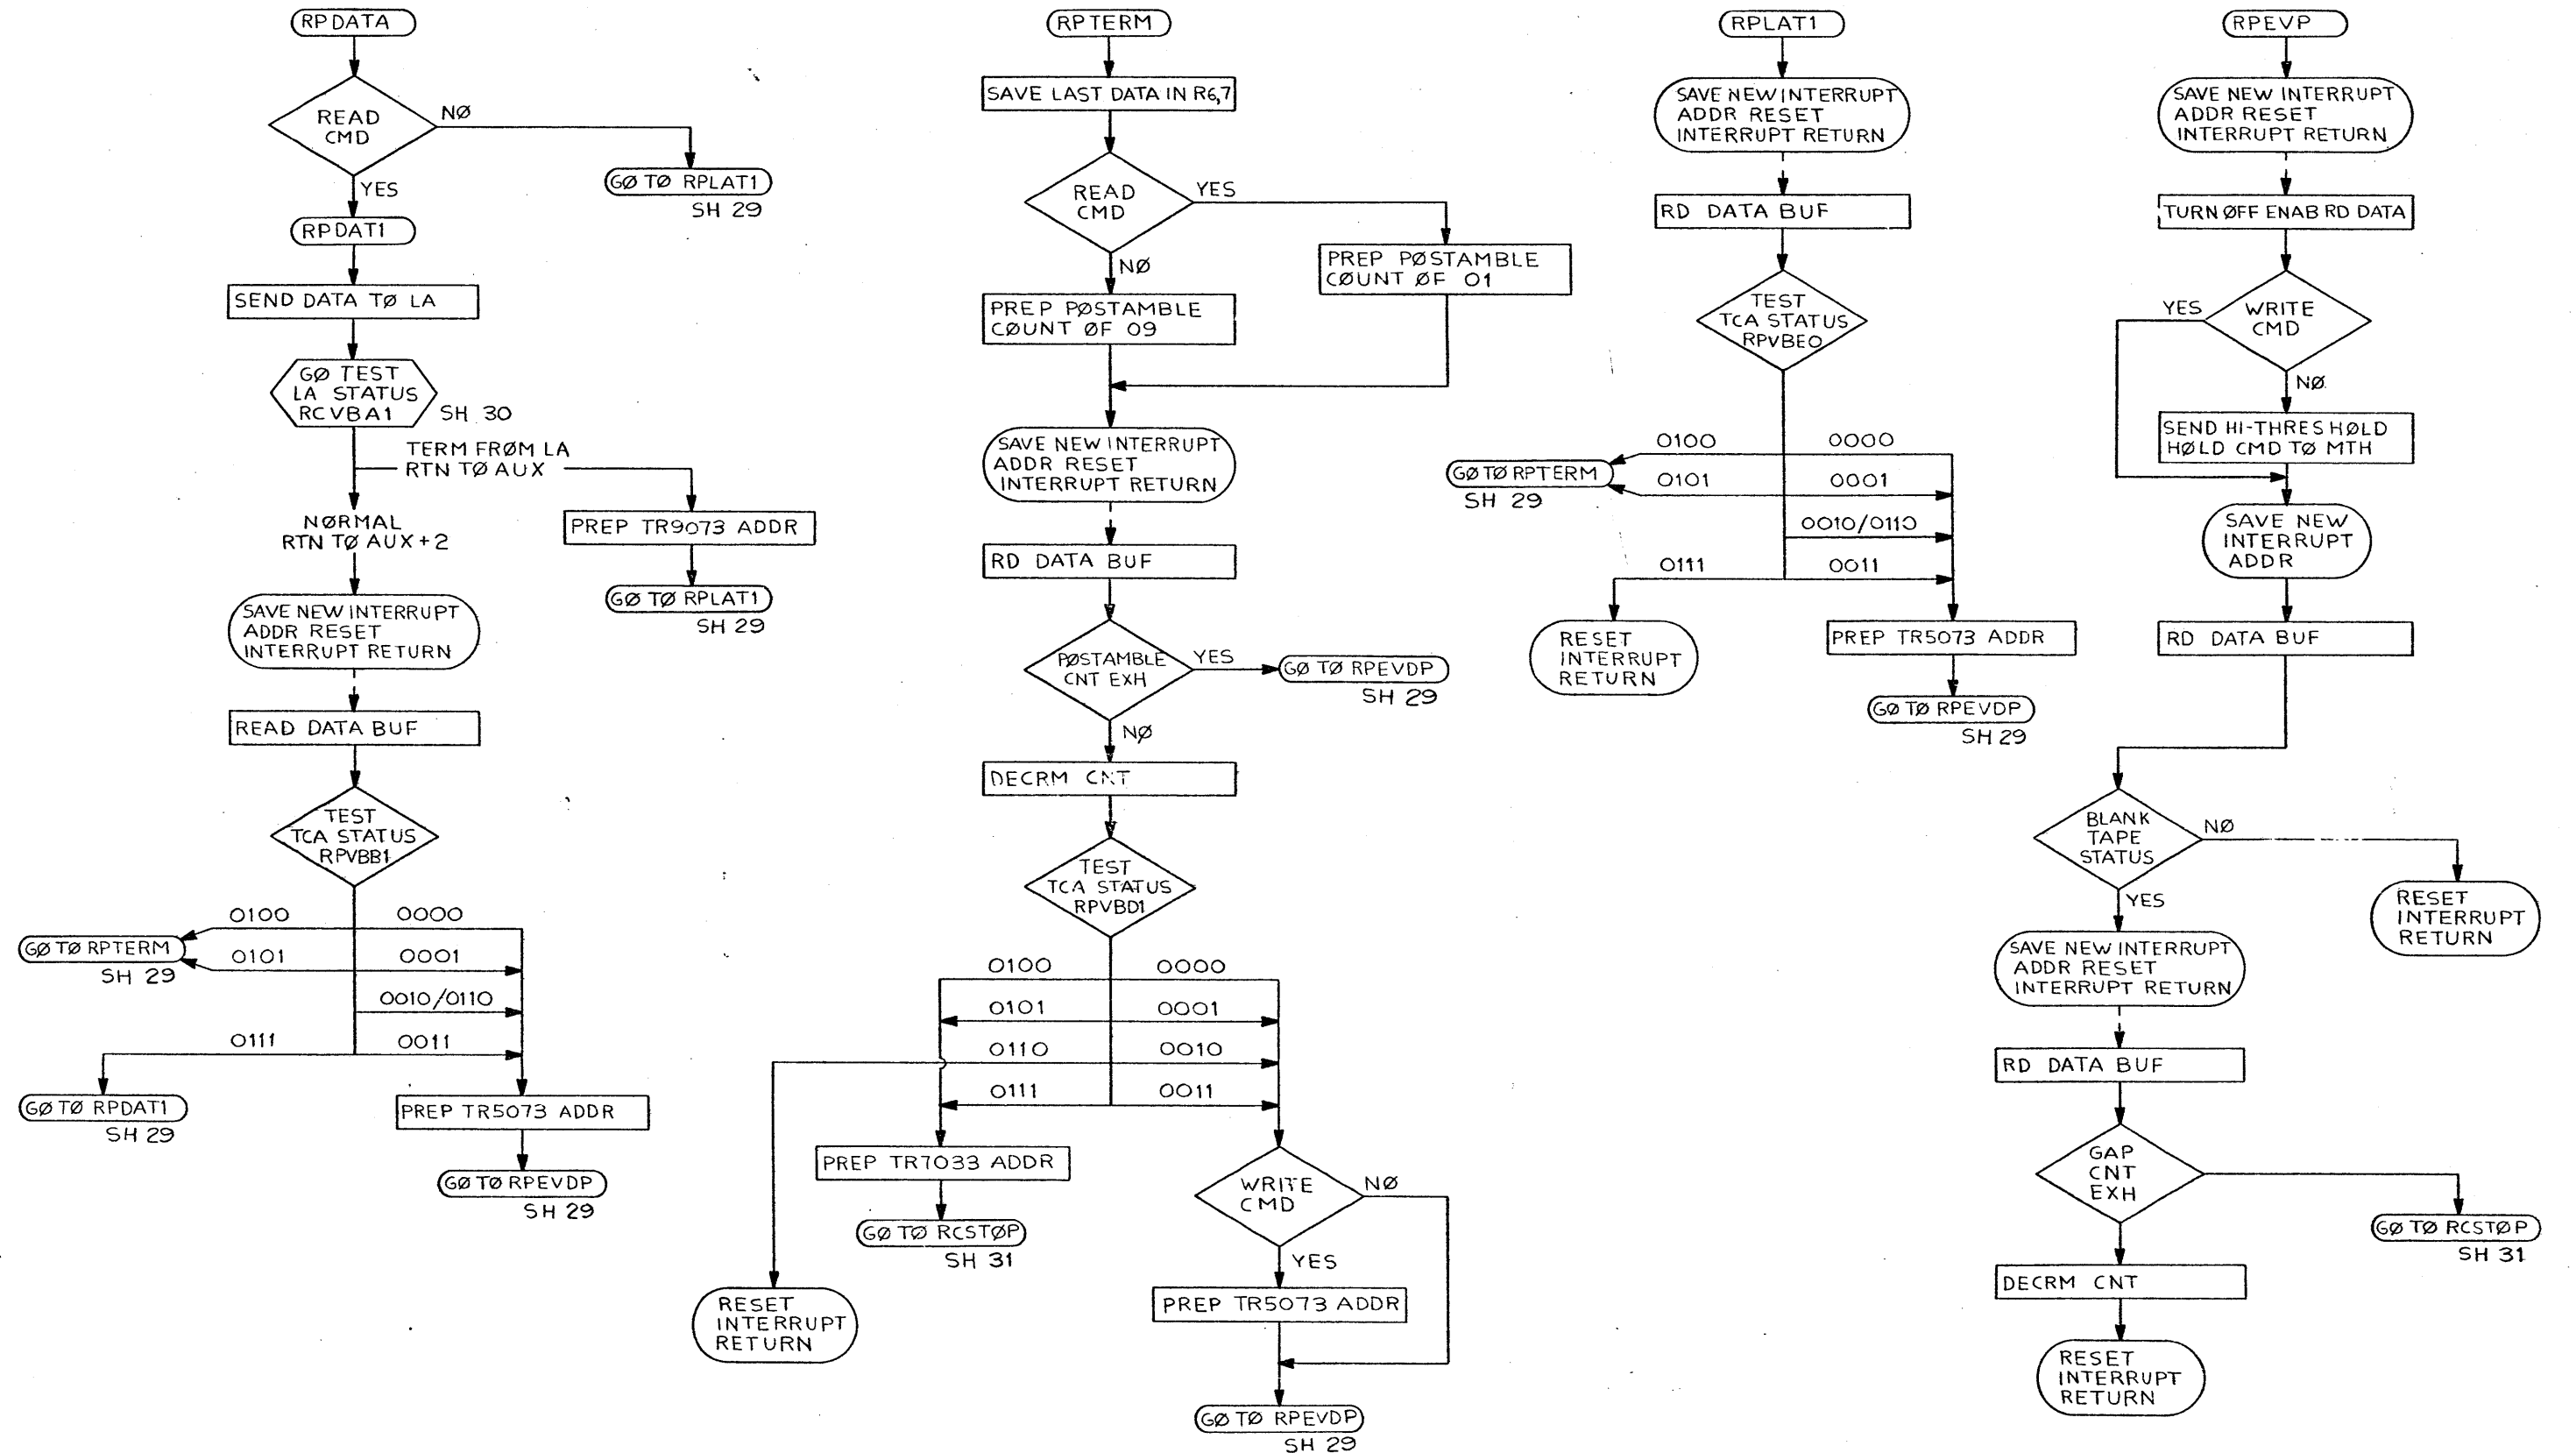 RPDATA
READ
CMD
NØ
GØ TØ RPLAT1
SH 29
YES
RPDAT1
SEND DATA TØ LA
GØ TEST
LA STATUS
RCVBA1
SH 30
TERM FRØM LA
RTN TØ AUX
NØRMAL
RTN TØ AUX+2
PREP TR9073 ADDR
GØ TØ RPLAT1
SH 29
SAVE NEW INTERRUPT
ADDR RESET
INTERRUPT RETURN
READ DATA BUF
TEST
TCA STATUS
RPVBB1
0100 0000
GØ TØ RPTERM
SH 29
0101 0001
0010/0110
0111 0011
GØ TØ RPDAT1
SH 29
PREP TR5073 ADDR
GØ TØ RPEVDP
SH 29
RPTERM
SAVE LAST DATA IN R6,7
READ
CMD
YES
NØ
PREP PØSTAMBLE
CØUNT ØF 01
PREP PØSTAMBLE
CØUNT ØF 09
SAVE NEW INTERRUPT
ADDR RESET
INTERRUPT RETURN
RD DATA BUF
PØSTAMBLE
CNT EXH
YES
GØ TØ RPEVDP
SH 29
NØ
DECRM CNT
TEST
TCA STATUS
RPVBD1
0100 0000
0101 0001
0110 0010
0111 0011
PREP TR7033 ADDR
GØ TØ RCSTØP
SH 31
WRITE
CMD
NØ
YES
RESET
INTERRUPT
RETURN
PREP TR5073 ADDR
GØ TØ RPEVDP
SH 29
RPLAT1
SAVE NEW INTERRUPT
ADDR RESET
INTERRUPT RETURN
RD DATA BUF
TEST
TCA STATUS
RPVBE0
0100 0000
GØ TØ RPTERM
SH 29
0101 0001
0010/0110
0111 0011
RESET
INTERRUPT
RETURN
PREP TR5073 ADDR
GØ TØ RPEVDP
SH 29
RPEVP
SAVE NEW INTERRUPT
ADDR RESET
INTERRUPT RETURN
TURN ØFF ENAB RD DATA
YES
WRITE
CMD
NØ
SEND HI-THRESHØLD
HØLD CMD TØ MTH
SAVE NEW
INTERRUPT
ADDR
RD DATA BUF
BLANK
TAPE
STATUS
NØ
YES
RESET
INTERRUPT
RETURN
SAVE NEW INTERRUPT
ADDR RESET
INTERRUPT RETURN
RD DATA BUF
GAP
CNT
EXH
GØ TØ RCSTØP
SH 31
DECRM CNT
RESET
INTERRUPT
RETURN